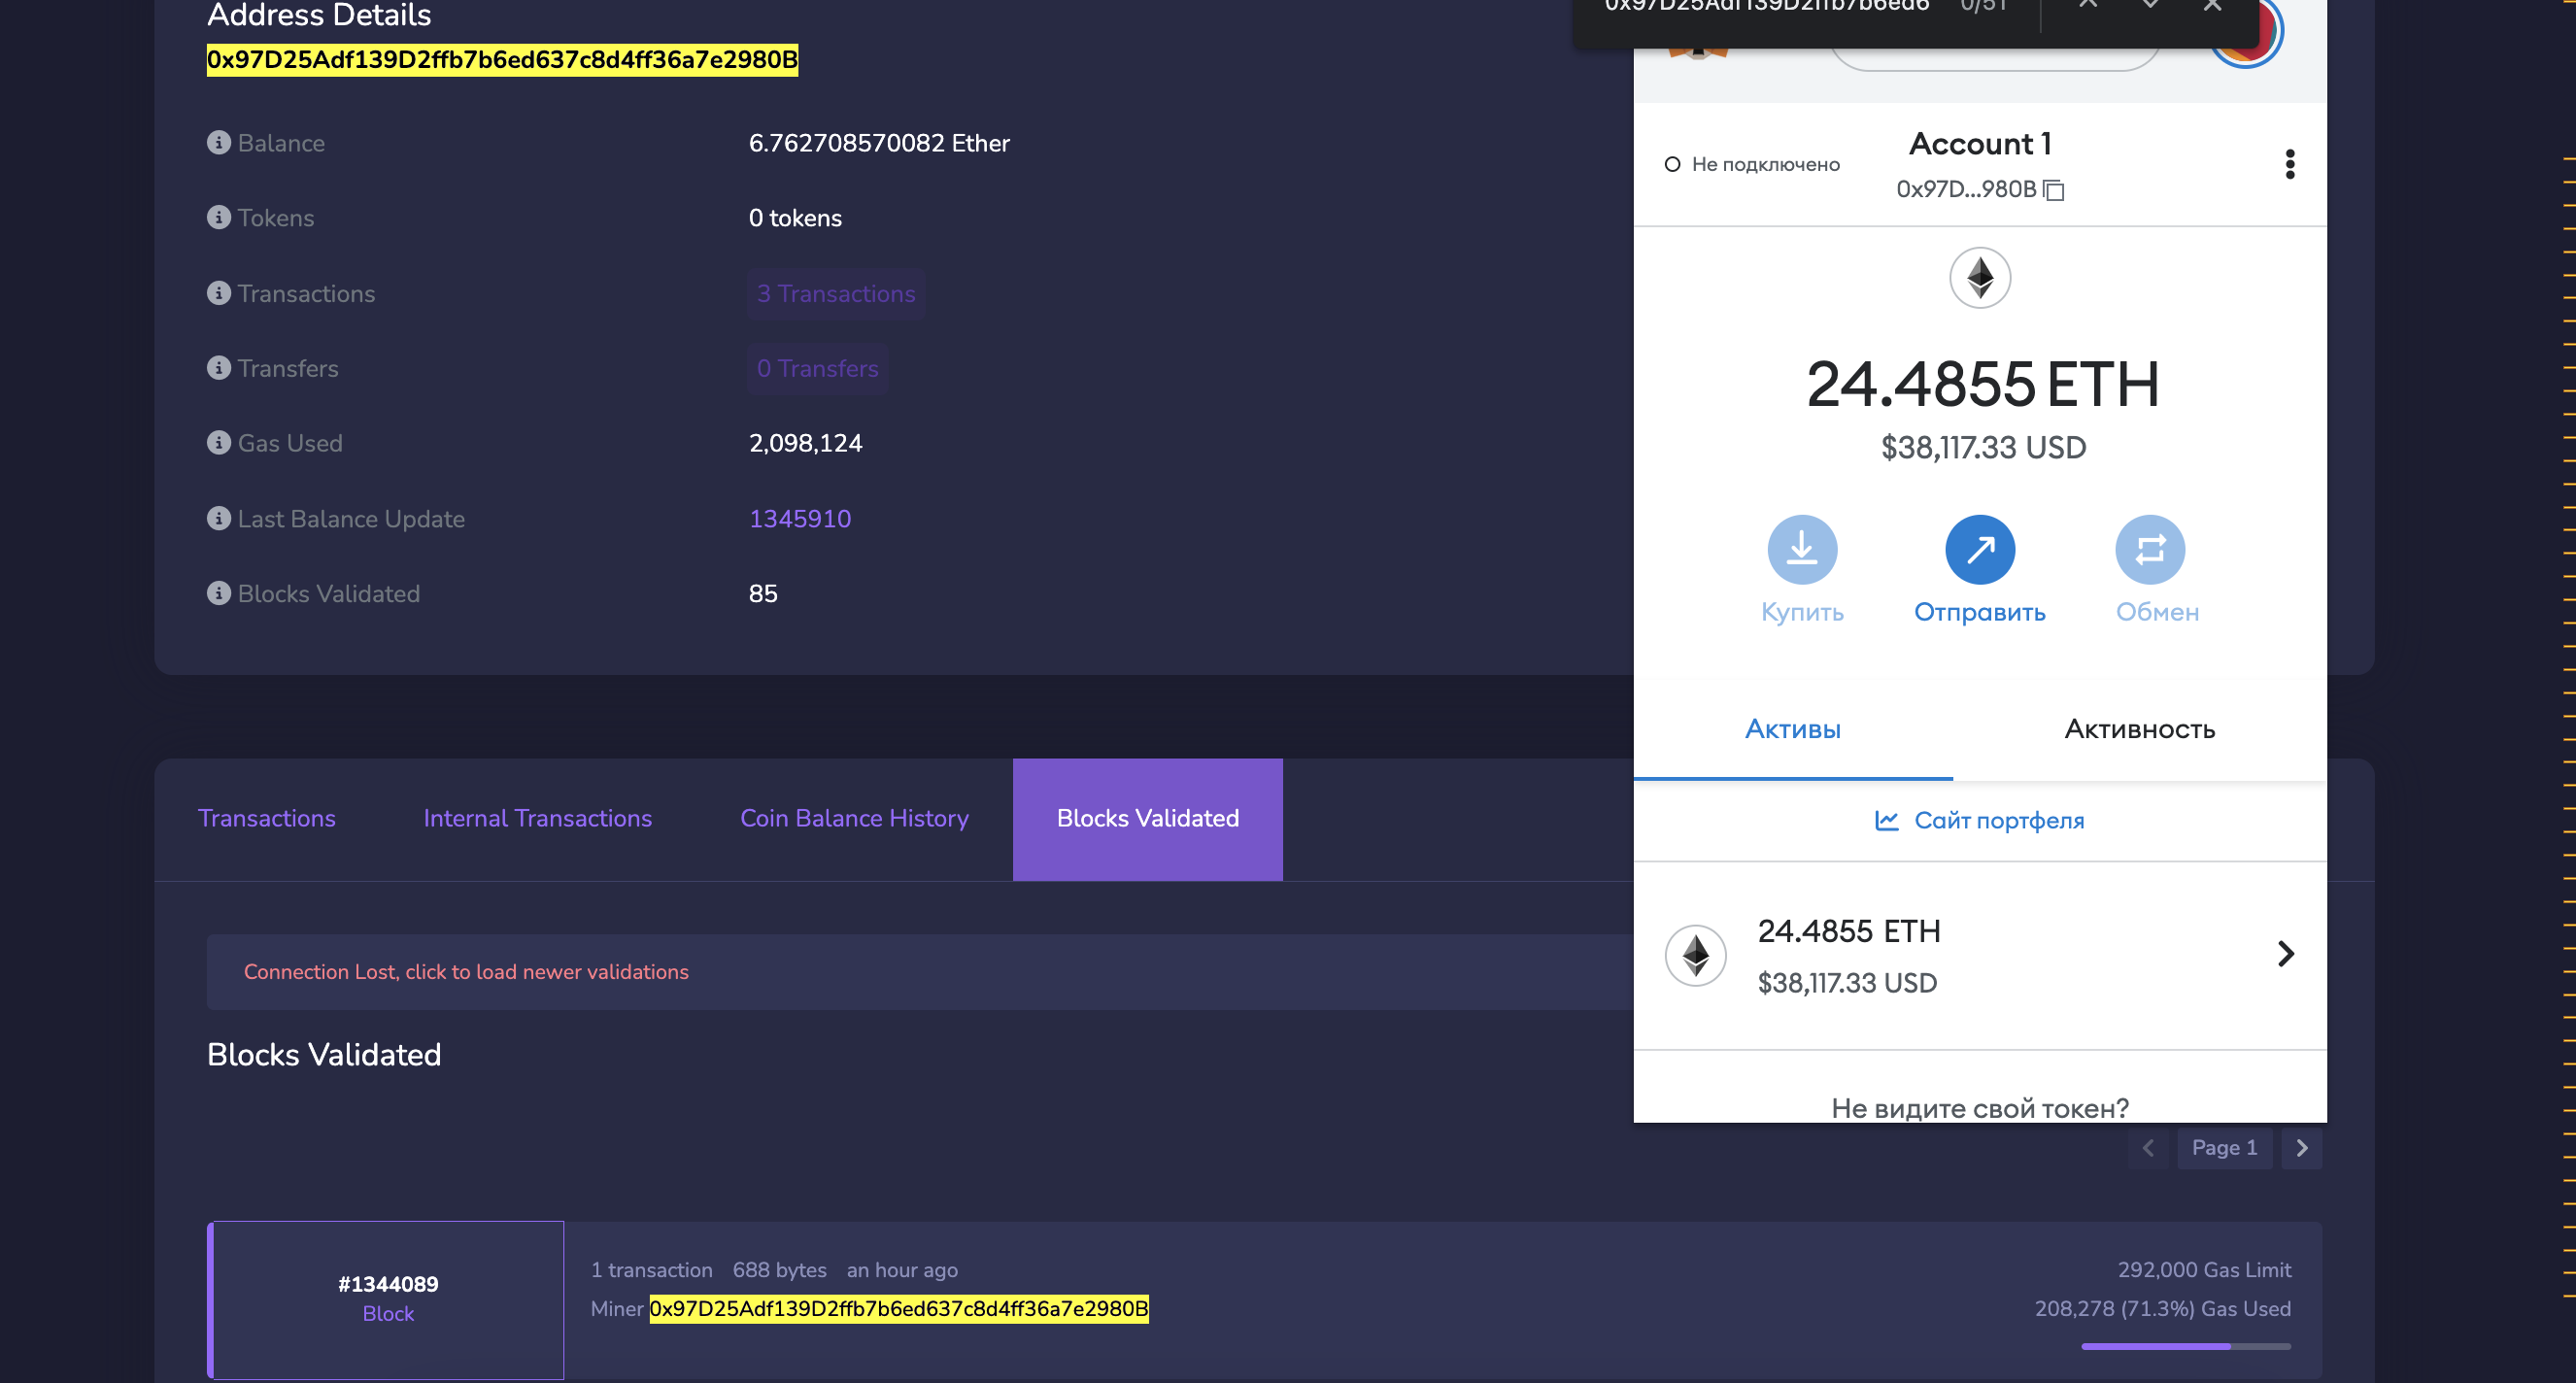 Address Details
0x97D25Adf139D2ffb7b6ed637c8d4ff36a7e2980B
Balance
6.762708570082 Ether
Tokens
0 tokens
Transactions
3 Transactions
Transfers
0 Transfers
Gas Used
2,098,124
Last Balance Update
1345910
Blocks Validated
85
Transactions
Internal Transactions
Coin Balance History
Blocks Validated
Connection Lost, click to load newer validations
Blocks Validated
Page 1
#1344089
Block
1 transaction 688 bytes an hour ago
Miner 0x97D25Adf139D2ffb7b6ed637c8d4ff36a7e2980B
292,000 Gas Limit
208,278 (71.3%) Gas Used
0x97D25Adf139D2ffb7b6ed6 0/51
Не подключено
Account 1
0x97D...980B
24.4855 ETH
$38,117.33 USD
Купить
Отправить
Обмен
Активы
Активность
Сайт портфеля
24.4855 ETH
$38,117.33 USD
Не видите свой токен?